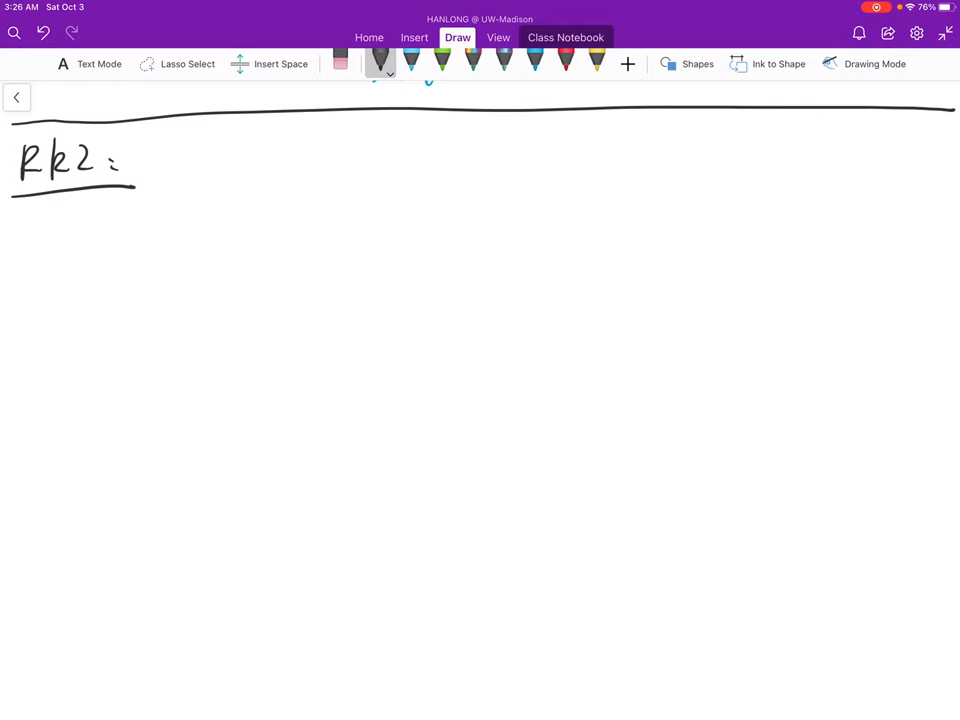 3:26 AM Sat Oct 3
76%
HANLONG @ UW-Madison
Home Insert Draw View Class Notebook
Text Mode Lasso Select Insert Space Shapes Ink to Shape Drawing Mode
Rk2: